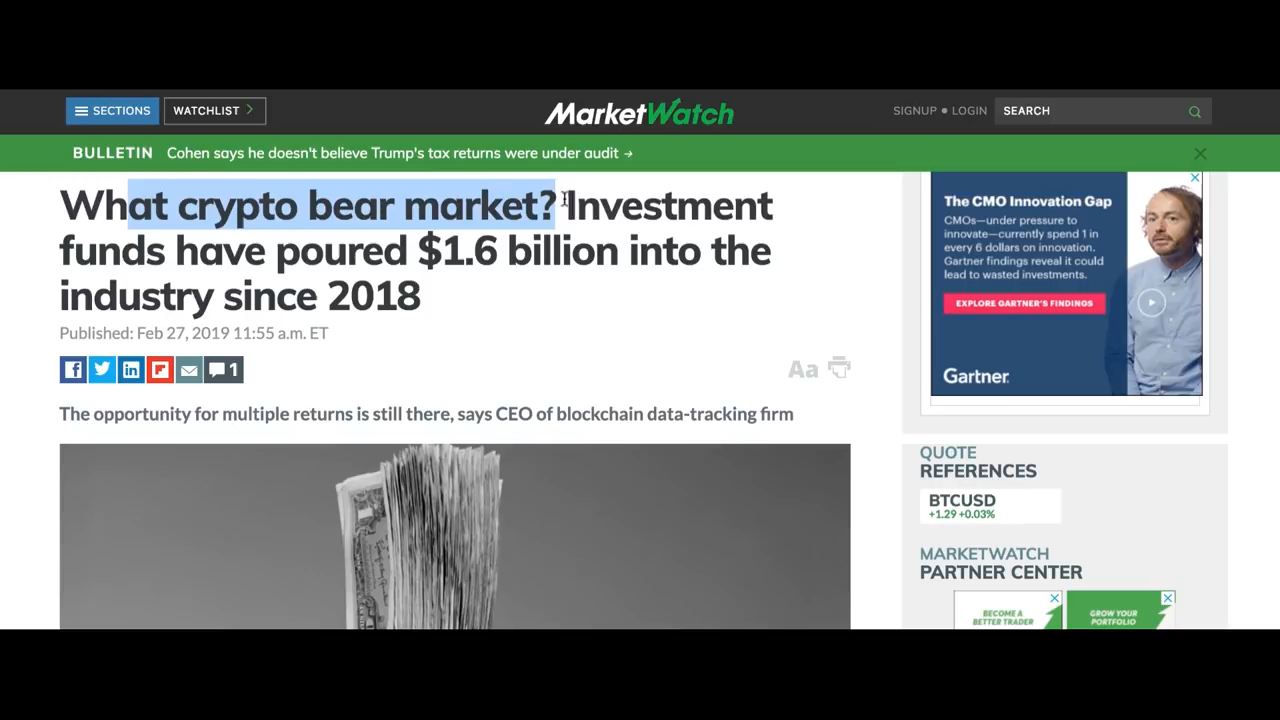 SECTIONS
WATCHLIST
MarketWatch
SIGNUP • LOGIN
SEARCH
BULLETIN
Cohen says he doesn't believe Trump's tax returns were under audit →
What crypto bear market? Investment
funds have poured $1.6 billion into the
industry since 2018
Published: Feb 27, 2019 11:55 a.m. ET
1
Aa
The opportunity for multiple returns is still there, says CEO of blockchain data-tracking firm
The CMO Innovation Gap
CMOs—under pressure to
innovate—currently spend 1 in
every 6 dollars on innovation.
Gartner findings reveal it could
lead to wasted investments.
EXPLORE GARTNER'S FINDINGS
Gartner
QUOTE
REFERENCES
BTCUSD
+1.29 +0.03%
MARKETWATCH
PARTNER CENTER
BECOME A
BETTER TRADER
GROW YOUR
PORTFOLIO